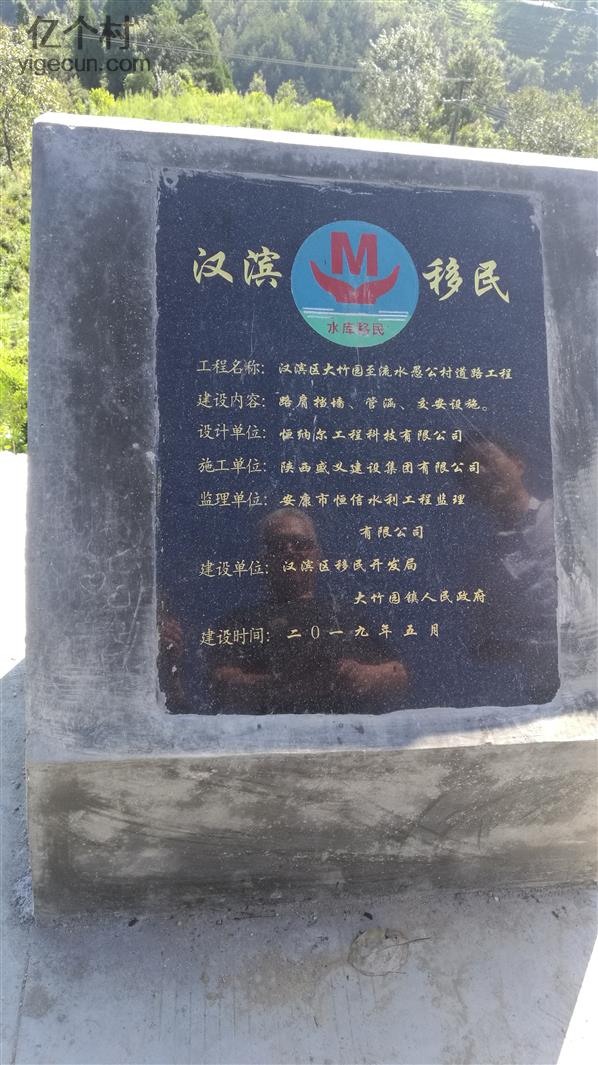 亿个村
yigecun.com
汉滨 M 移民
水库移民
工程名称：汉滨区大竹园至流水愚公村道路工程
建设内容：路肩挡墙、管涵、交安设施。
设计单位：恒纳尔工程科技有限公司
施工单位：陕西盛义建设集团有限公司
监理单位：安康市恒信水利工程监理
有限公司
建设单位：汉滨区移民开发局
大竹园镇人民政府
建设时间：二0一九年五月